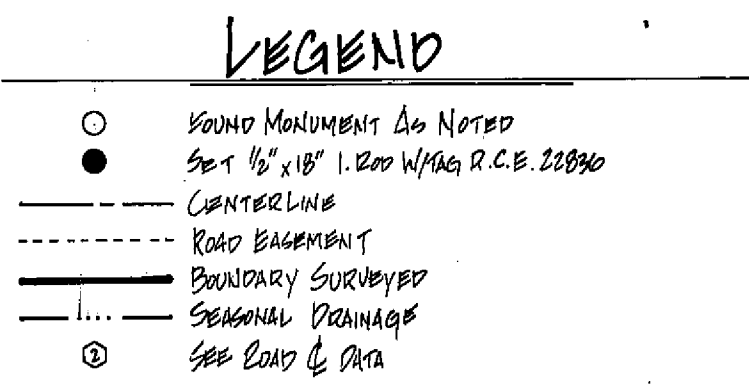 LEGEND
FOUND MONUMENT AS NOTED
SET 1/2" x 18" I. ROD W/TAG R.C.E. 22836
CENTERLINE
ROAD EASEMENT
BOUNDARY SURVEYED
SEASONAL DRAINAGE
2 SEE ROAD ℄ DATA